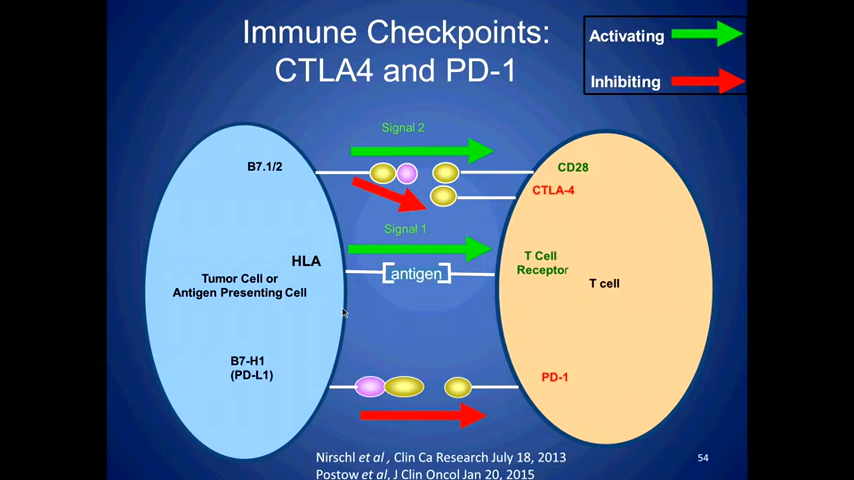 Immune Checkpoints:
CTLA4 and PD-1
Activating
Inhibiting
Signal 2
B7.1/2
CD28
CTLA-4
Signal 1
HLA
antigen
T Cell
Receptor
Tumor Cell or
Antigen Presenting Cell
T cell
B7-H1
(PD-L1)
PD-1
Nirschl et al , Clin Ca Research July 18, 2013
Postow et al, J Clin Oncol Jan 20, 2015
54